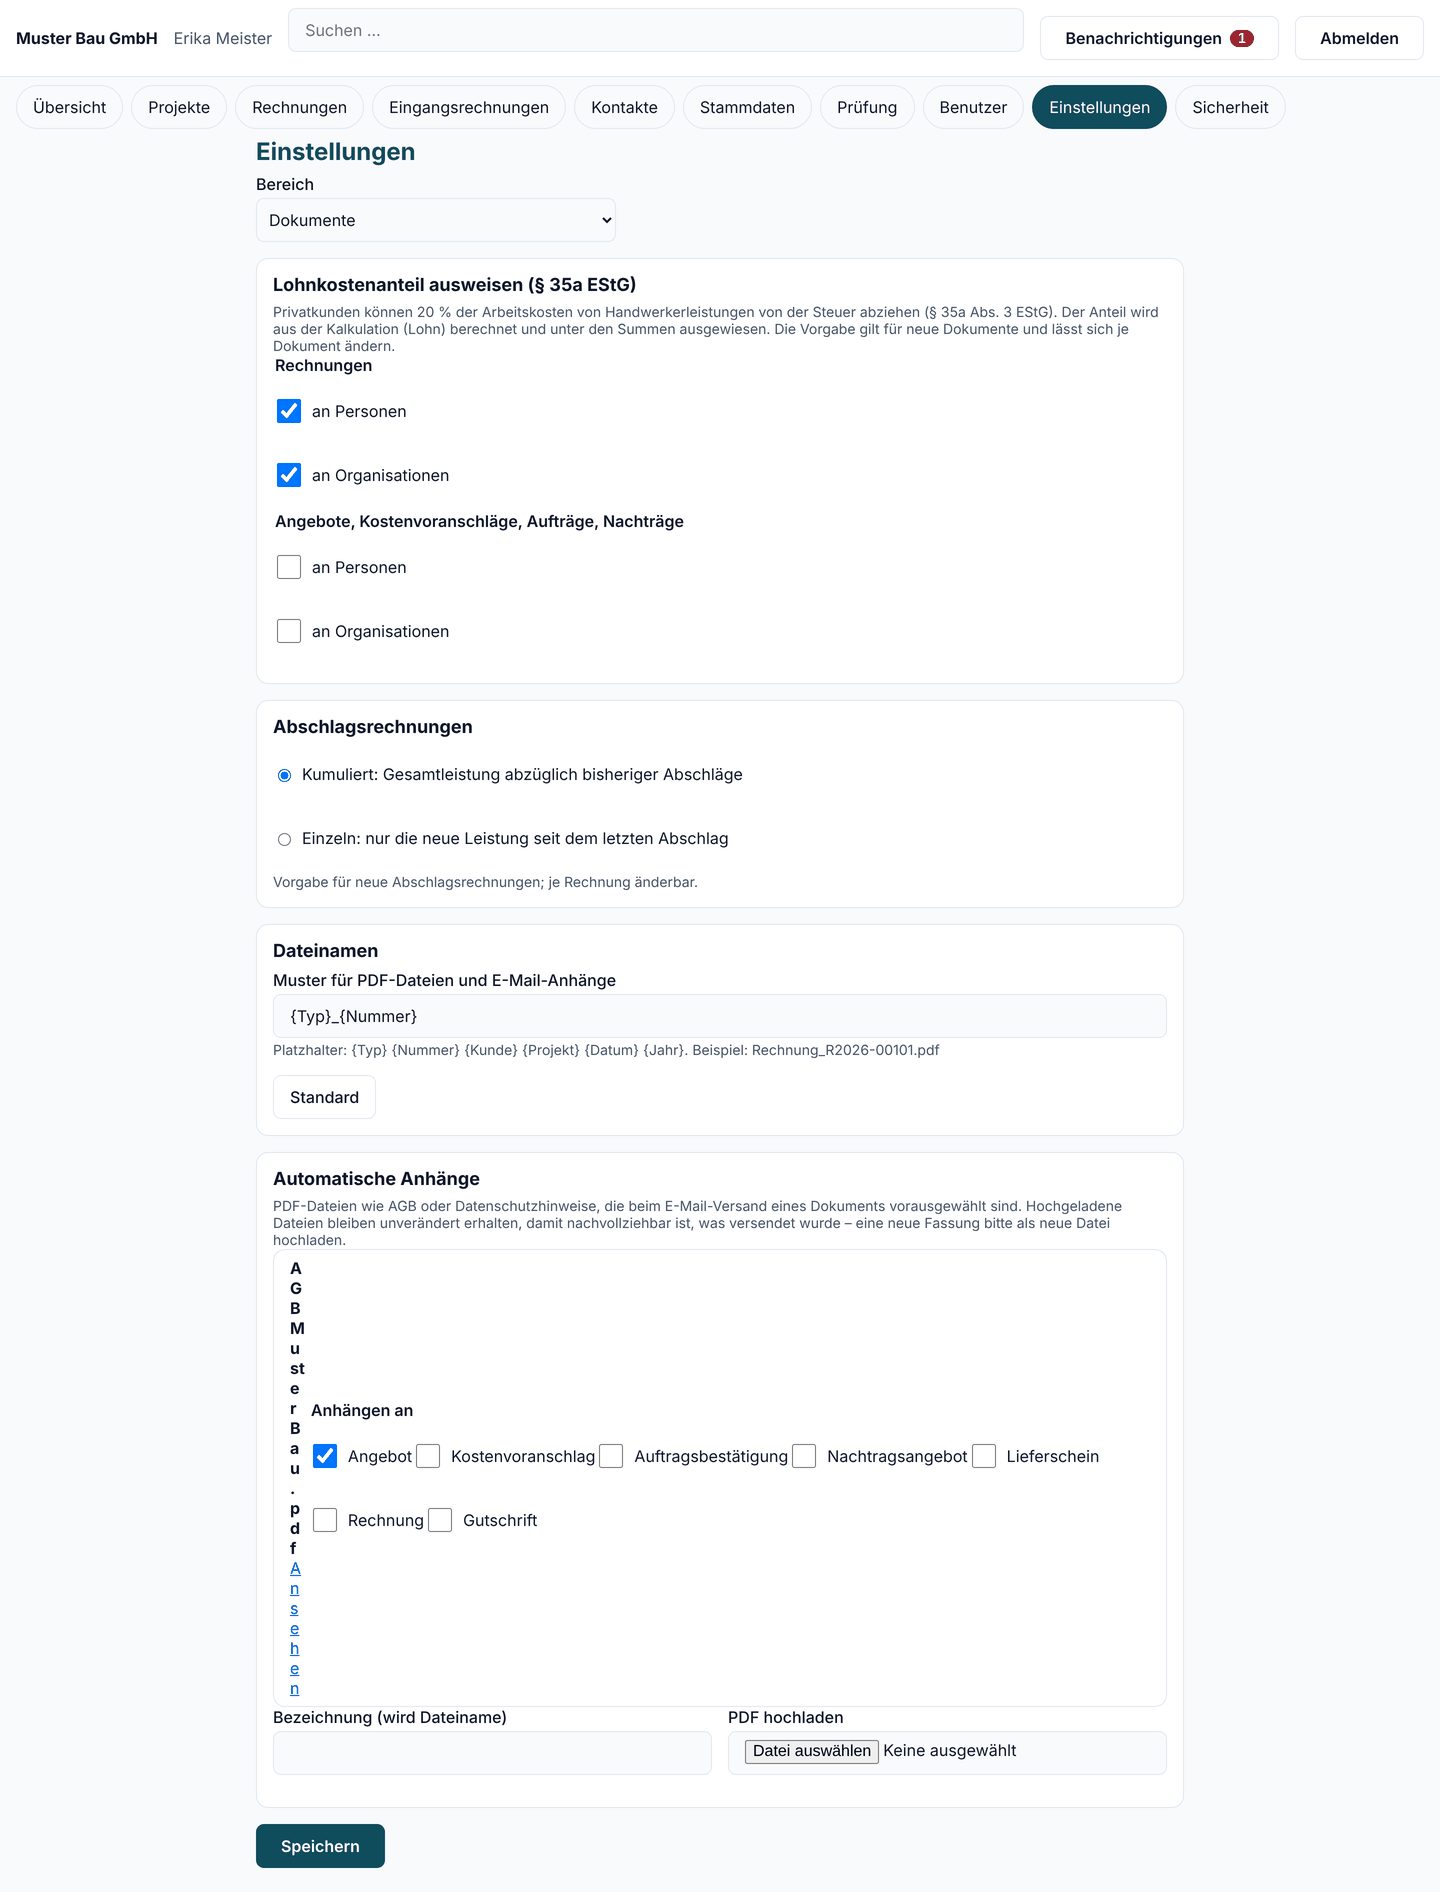 Muster Bau GmbH Erika Meister Suchen ... Benachrichtigungen 1 Abmelden
Übersicht Projekte Rechnungen Eingangsrechnungen Kontakte Stammdaten Prüfung Benutzer Einstellungen Sicherheit
Einstellungen
Bereich
Dokumente
Lohnkostenanteil ausweisen (§ 35a EStG)
Privatkunden können 20 % der Arbeitskosten von Handwerkerleistungen von der Steuer abziehen (§ 35a Abs. 3 EStG). Der Anteil wird
aus der Kalkulation (Lohn) berechnet und unter den Summen ausgewiesen. Die Vorgabe gilt für neue Dokumente und lässt sich je
Dokument ändern.
Rechnungen
an Personen
an Organisationen
Angebote, Kostenvoranschläge, Aufträge, Nachträge
an Personen
an Organisationen
Abschlagsrechnungen
Kumuliert: Gesamtleistung abzüglich bisheriger Abschläge
Einzeln: nur die neue Leistung seit dem letzten Abschlag
Vorgabe für neue Abschlagsrechnungen; je Rechnung änderbar.
Dateinamen
Muster für PDF-Dateien und E-Mail-Anhänge
{Typ}_{Nummer}
Platzhalter: {Typ} {Nummer} {Kunde} {Projekt} {Datum} {Jahr}. Beispiel: Rechnung_R2026-00101.pdf
Standard
Automatische Anhänge
PDF-Dateien wie AGB oder Datenschutzhinweise, die beim E-Mail-Versand eines Dokuments vorausgewählt sind. Hochgeladene
Dateien bleiben unverändert erhalten, damit nachvollziehbar ist, was versendet wurde – eine neue Fassung bitte als neue Datei
hochladen.
A
G
B
M
u
st
e
r
B
a
u
.
p
d
f
A
n
s
e
h
e
n
Anhängen an
Angebot Kostenvoranschlag Auftragsbestätigung Nachtragsangebot Lieferschein
Rechnung Gutschrift
Bezeichnung (wird Dateiname) PDF hochladen
Datei auswählen Keine ausgewählt
Speichern